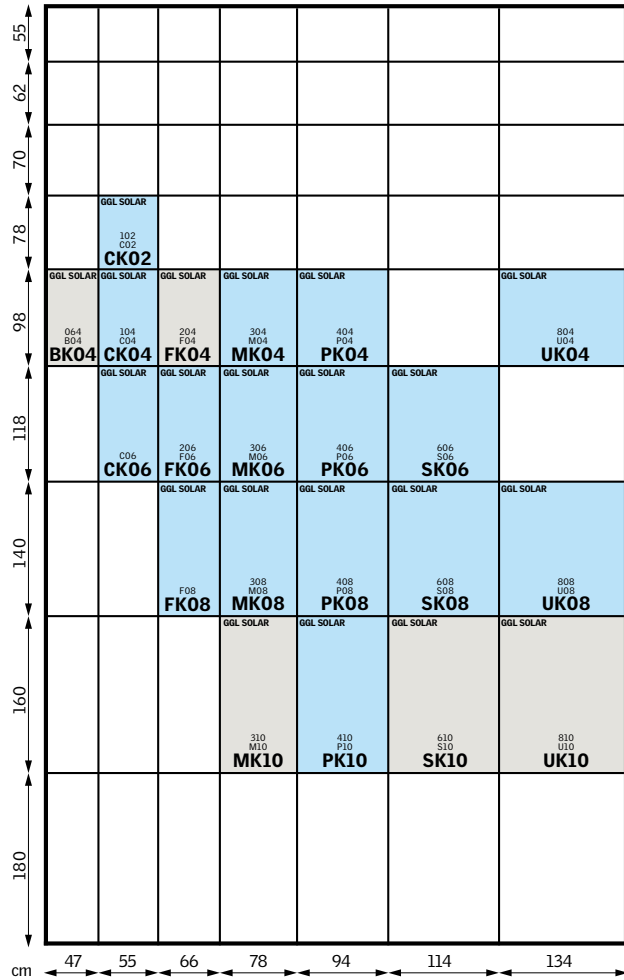 55
62
70
78
GGL SOLAR
102
C02
CK02
98
GGL SOLAR
064
B04
BK04
GGL SOLAR
104
C04
CK04
GGL SOLAR
204
F04
FK04
GGL SOLAR
304
M04
MK04
GGL SOLAR
404
P04
PK04
GGL SOLAR
804
U04
UK04
118
GGL SOLAR
C06
CK06
GGL SOLAR
206
F06
FK06
GGL SOLAR
306
M06
MK06
GGL SOLAR
406
P06
PK06
GGL SOLAR
606
S06
SK06
140
GGL SOLAR
F08
FK08
GGL SOLAR
308
M08
MK08
GGL SOLAR
408
P08
PK08
GGL SOLAR
608
S08
SK08
GGL SOLAR
808
U08
UK08
160
GGL SOLAR
310
M10
MK10
GGL SOLAR
410
P10
PK10
GGL SOLAR
610
S10
SK10
GGL SOLAR
810
U10
UK10
180
cm 47 55 66 78 94 114 134